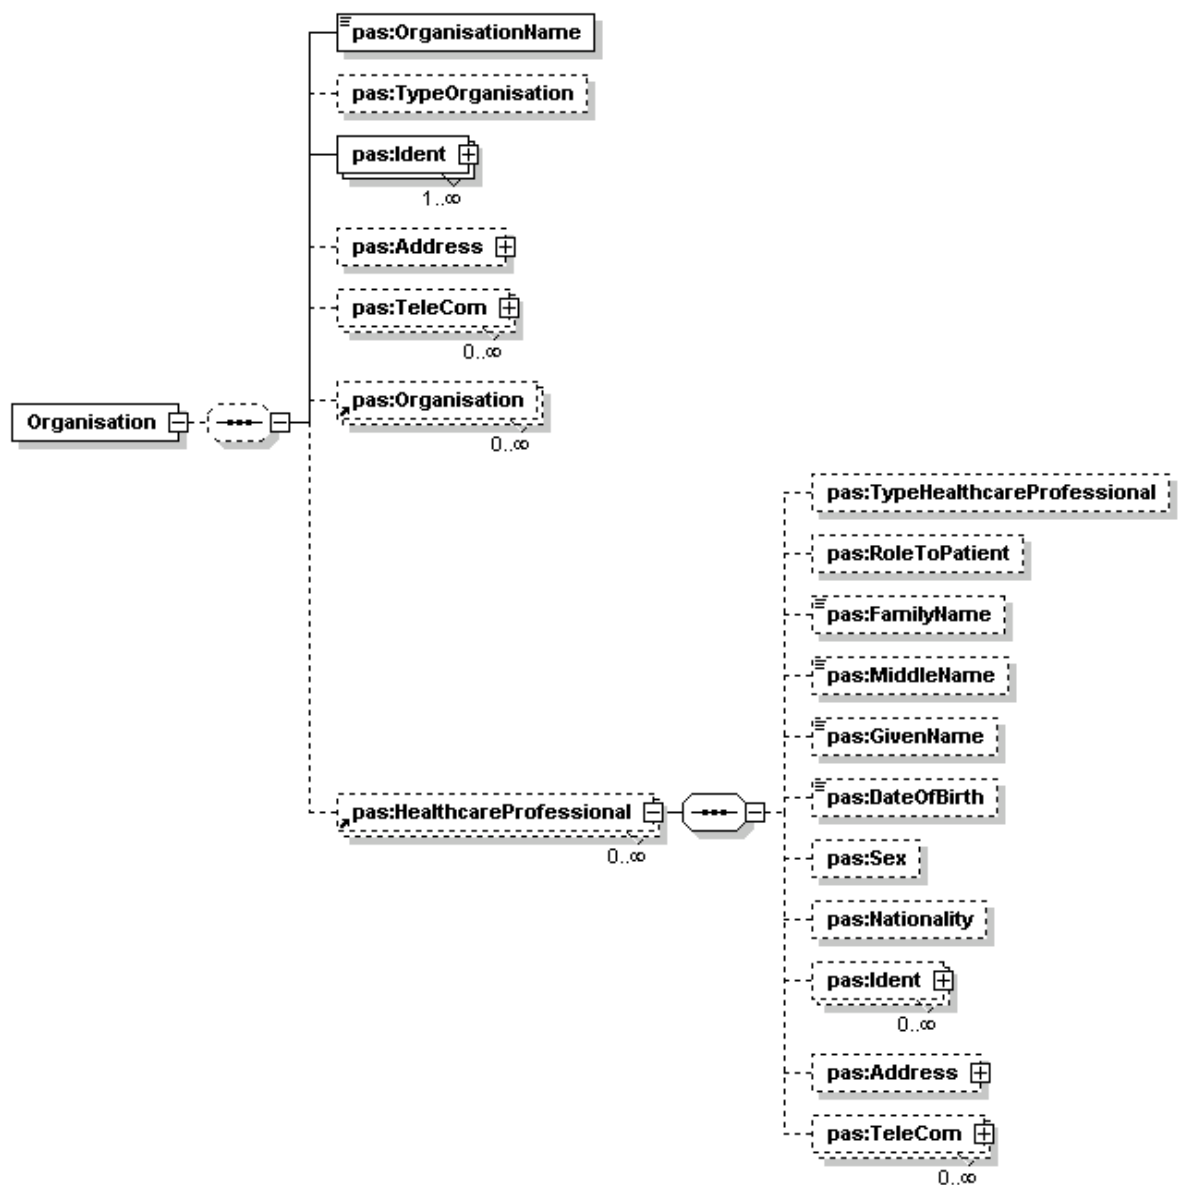 pas:OrganisationName
pas:TypeOrganisation
pas:Ident
1..∞
pas:Address
pas:TeleCom
0..∞
pas:Organisation
0..∞
Organisation
pas:HealthcareProfessional
0..∞
pas:TypeHealthcareProfessional
pas:RoleToPatient
pas:FamilyName
pas:MiddleName
pas:GivenName
pas:DateOfBirth
pas:Sex
pas:Nationality
pas:Ident
0..∞
pas:Address
pas:TeleCom
0..∞